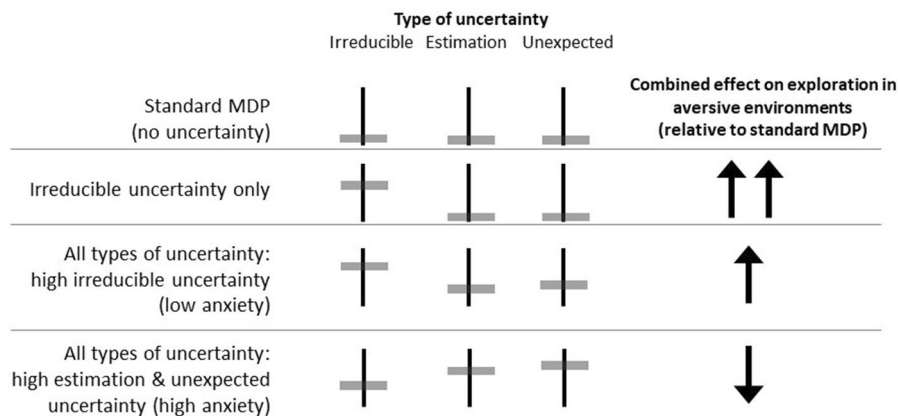 Type of uncertainty
Irreducible Estimation Unexpected
Combined effect on exploration in
aversive environments
(relative to standard MDP)
Standard MDP
(no uncertainty)
Irreducible uncertainty only
All types of uncertainty:
high irreducible uncertainty
(low anxiety)
All types of uncertainty:
high estimation & unexpected
uncertainty (high anxiety)